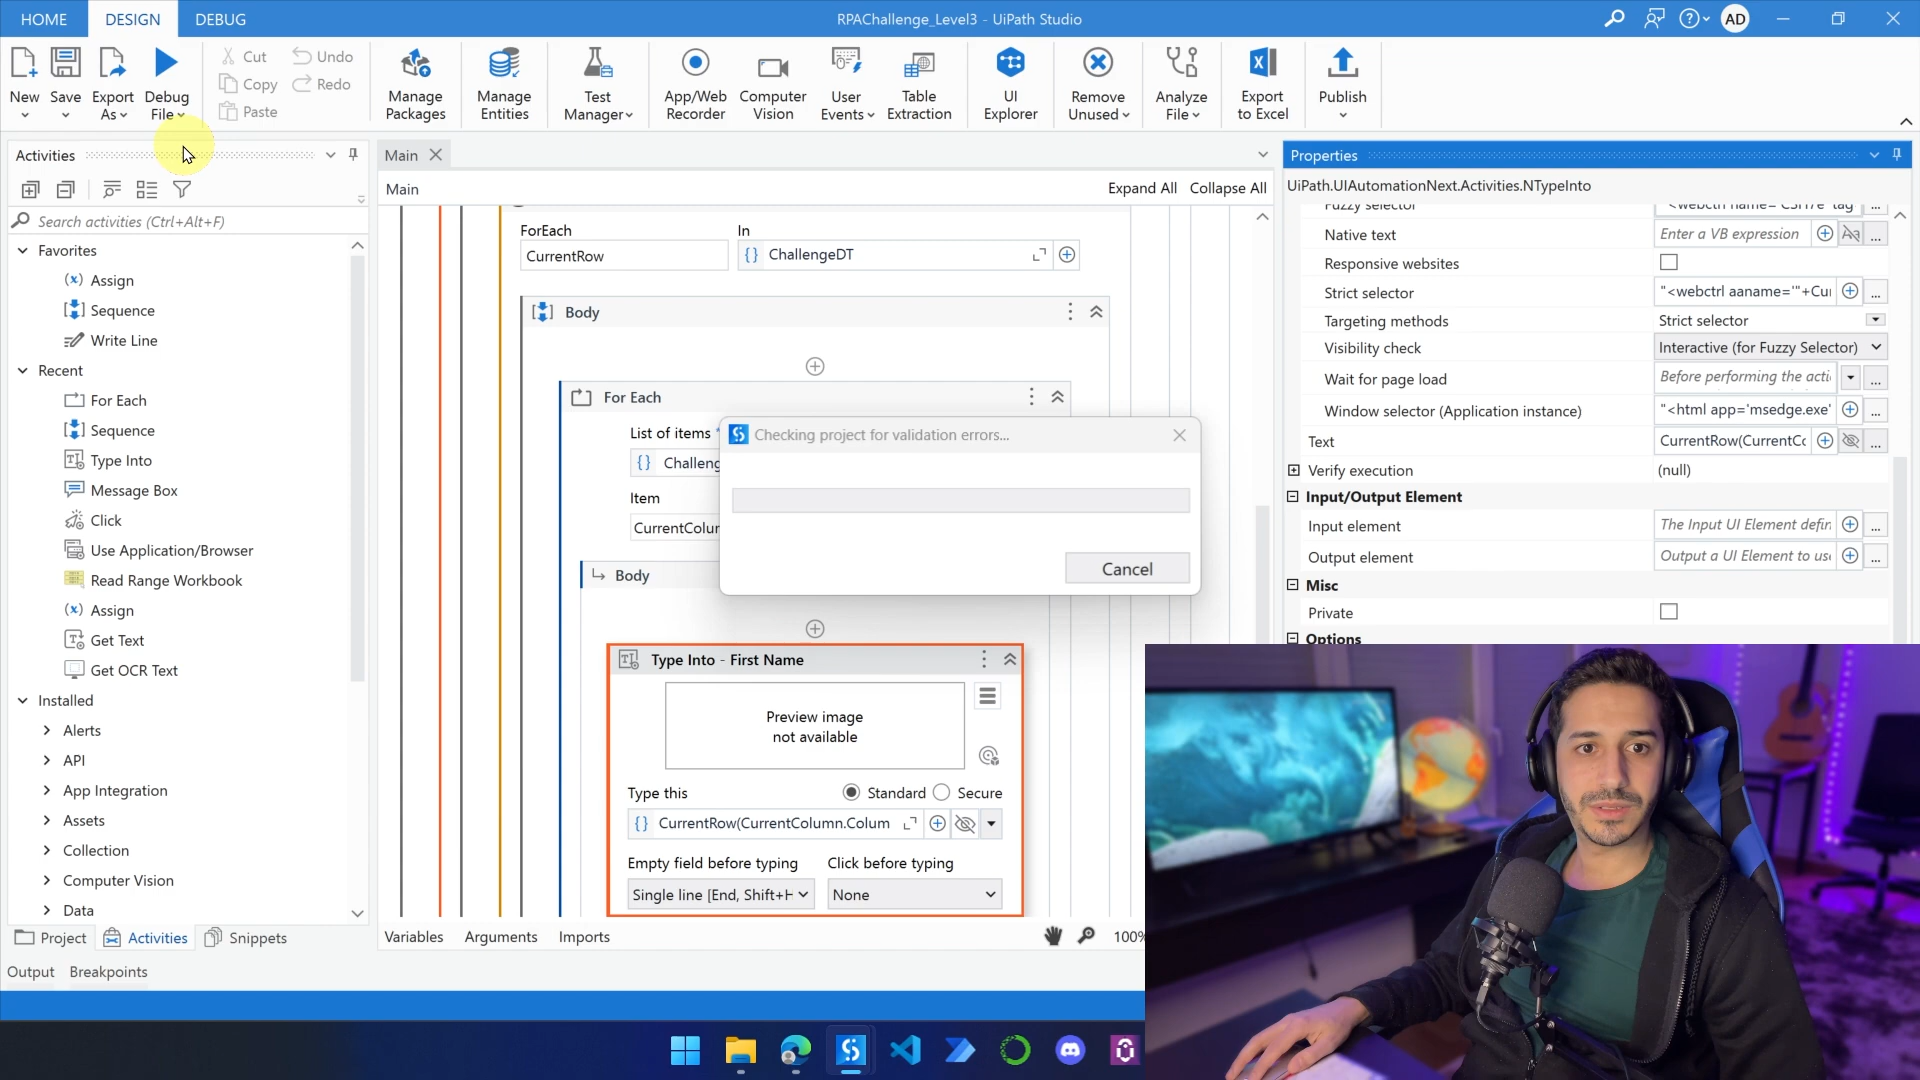 HOME DESIGN DEBUG
RPAChallenge_Level3 - UiPath Studio
AD
New
Save
Export As
Debug File
Cut
Copy
Paste
Undo
Redo
Manage Packages
Manage Entities
Test Manager
App/Web Recorder
Computer Vision
User Events
Table Extraction
UI Explorer
Remove Unused
Analyze File
Export to Excel
Publish
Activities
Search activities (Ctrl+Alt+F)
Favorites
Assign
Sequence
Write Line
Recent
For Each
Sequence
Type Into
Message Box
Click
Use Application/Browser
Read Range Workbook
Assign
Get Text
Get OCR Text
Installed
Alerts
API
App Integration
Assets
Collection
Computer Vision
Data
Project Activities Snippets
Output Breakpoints
Main
Main
Expand All Collapse All
ForEach In
CurrentRow ChallengeDT
Body
For Each
List of items
Challeng
Item
CurrentColum
Body
Checking project for validation errors...
Cancel
Type Into - First Name
Preview image
not available
Type this Standard Secure
CurrentRow(CurrentColumn.Colum
Empty field before typing Click before typing
Single line [End, Shift+H None
Variables Arguments Imports
100%
Properties
UiPath.UIAutomationNext.Activities.NTypeInto
Fuzzy selector
Native text Enter a VB expression
Responsive websites
Strict selector "<webctrl aaname='"+Cur
Targeting methods Strict selector
Visibility check Interactive (for Fuzzy Selector)
Wait for page load Before performing the acti
Window selector (Application instance) "<html app='msedge.exe'
Text CurrentRow(CurrentCo
Verify execution (null)
Input/Output Element
Input element The Input UI Element defin
Output element Output a UI Element to use
Misc
Private
Options